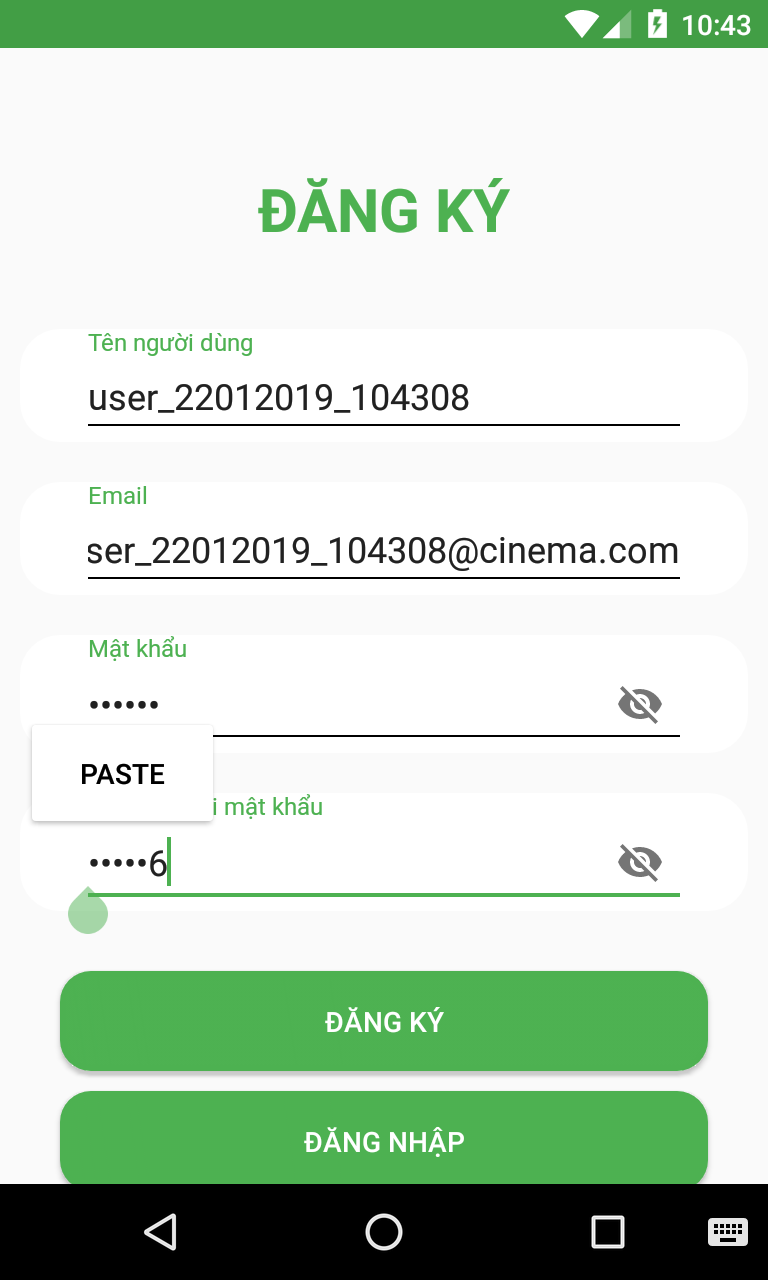 10:43
ĐĂNG KÝ
Tên người dùng
user_22012019_104308
Email
ser_22012019_104308@cinema.com
Mật khẩu
••••••
PASTE
i mật khẩu
•••••6
ĐĂNG KÝ
ĐĂNG NHẬP